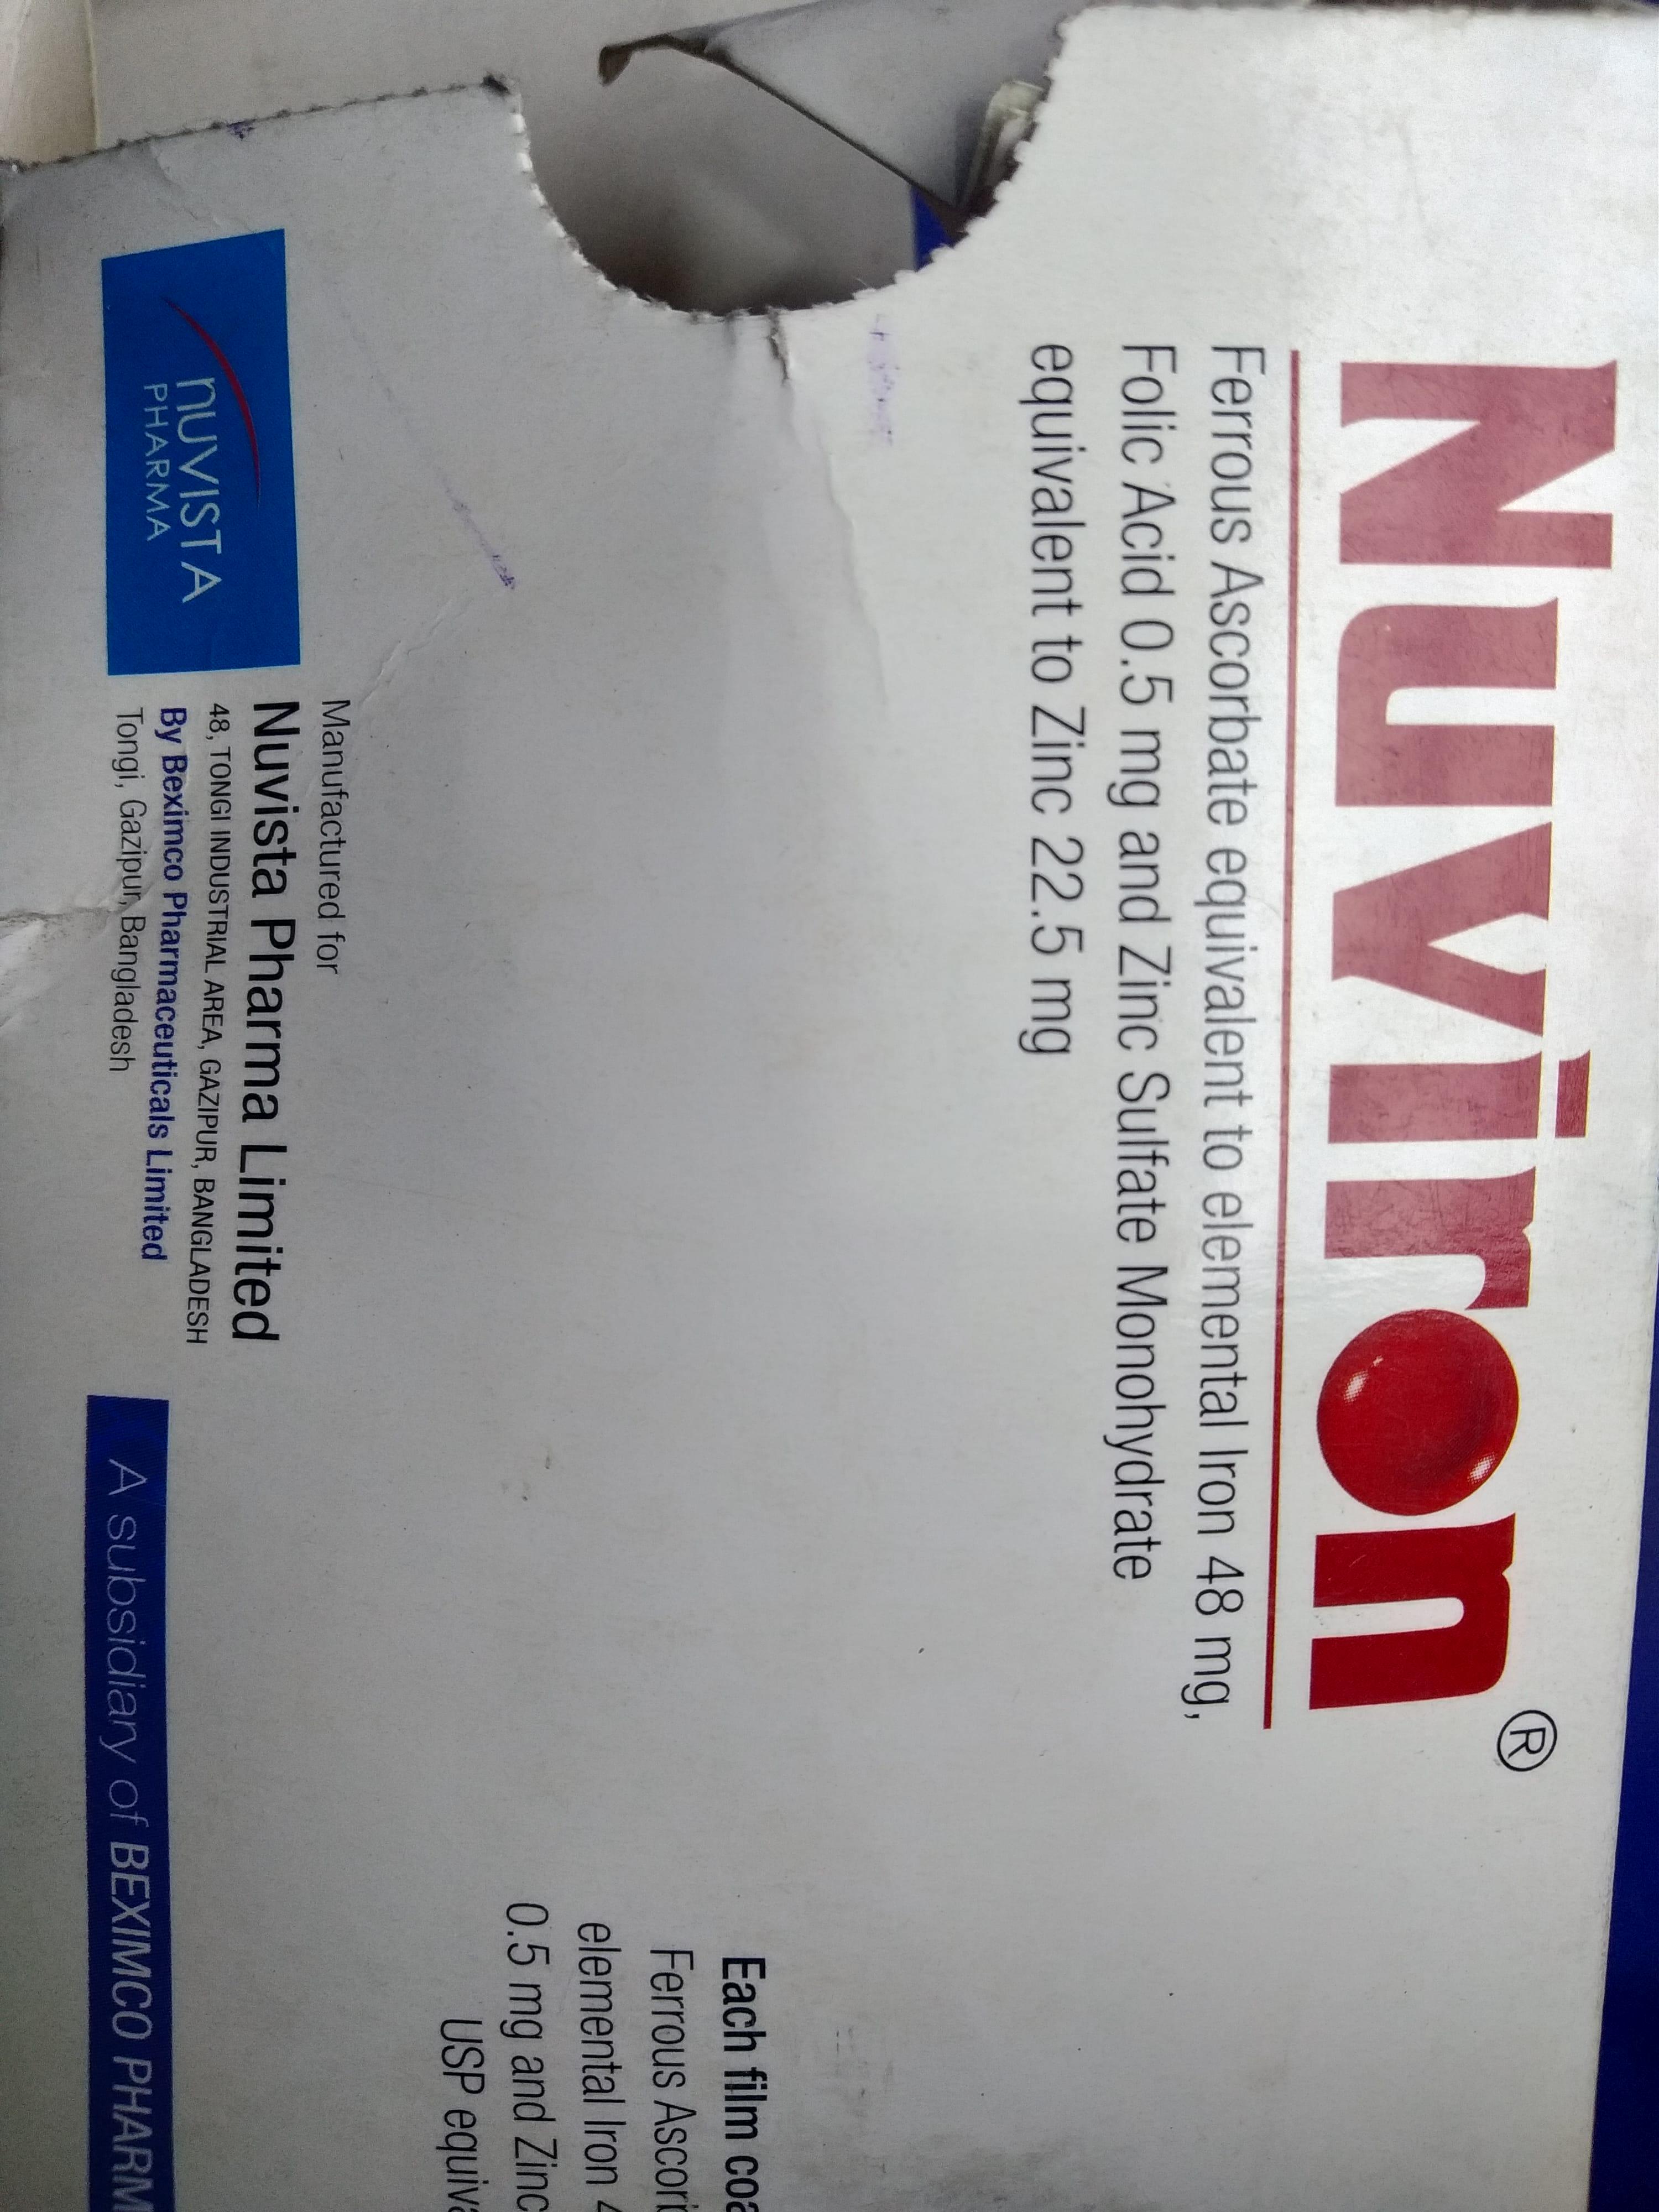 Nuviron®
Ferrous Ascorbate equivalent to elemental Iron 48 mg,
Folic Acid 0.5 mg and Zinc Sulfate Monohydrate
equivalent to Zinc 22.5 mg
Each film
Ferrous
elemental Iron
0.5 mg and Zinc
USP
Manufactured for
Nuvista Pharma Limited
48, TONGI INDUSTRIAL AREA, GAZIPUR, BANGLADESH
By Beximco Pharmaceuticals Limited
Tongi, Gazipur, Bangladesh
nUVISTA
PHARMA
A subsidiary of BEXIMCO PHARM